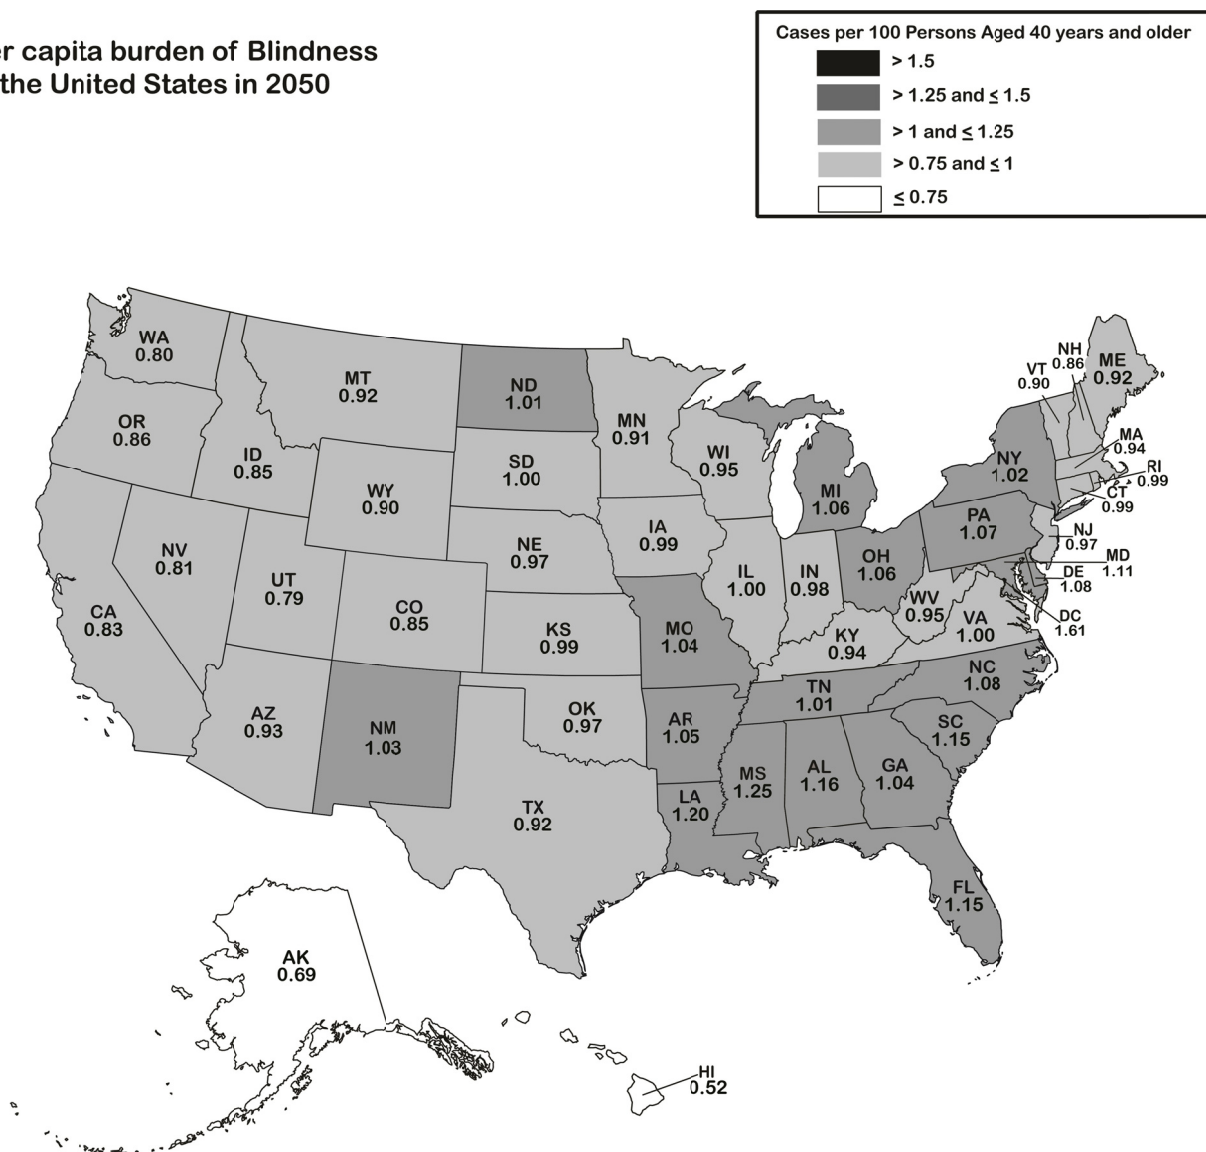 er capita burden of Blindness
the United States in 2050
Cases per 100 Persons Aged 40 years and older
> 1.5
> 1.25 and ≤ 1.5
> 1 and ≤ 1.25
> 0.75 and ≤ 1
≤ 0.75
WA
0.80
OR
0.86
ID
0.85
MT
0.92
ND
1.01
MN
0.91
SD
1.00
WY
0.90
WI
0.95
MI
1.06
NH
0.86
VT
0.90
ME
0.92
MA
0.94
RI
0.99
CT
0.99
NY
1.02
PA
1.07
NJ
0.97
MD
1.11
DE
1.08
DC
1.61
NV
0.81
CA
0.83
UT
0.79
CO
0.85
NE
0.97
IA
0.99
IL
1.00
IN
0.98
OH
1.06
WV
0.95
VA
1.00
KY
0.94
KS
0.99
MO
1.04
TN
1.01
NC
1.08
SC
1.15
AZ
0.93
NM
1.03
OK
0.97
AR
1.05
MS
1.25
AL
1.16
GA
1.04
LA
1.20
TX
0.92
FL
1.15
AK
0.69
HI
0.52